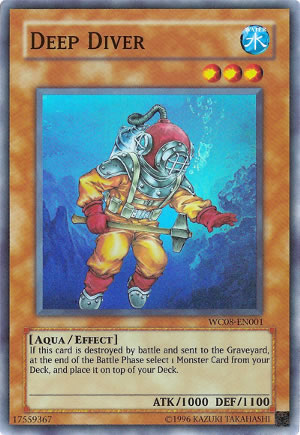 DEEP DIVER
WATER
水
WC08-EN001
[AQUA / EFFECT]
If this card is destroyed by battle and sent to the Graveyard,
at the end of the Battle Phase select 1 Monster Card from your
Deck, and place it on top of your Deck.
ATK/1000 DEF/1100
17559367
©1996 KAZUKI TAKAHASHI